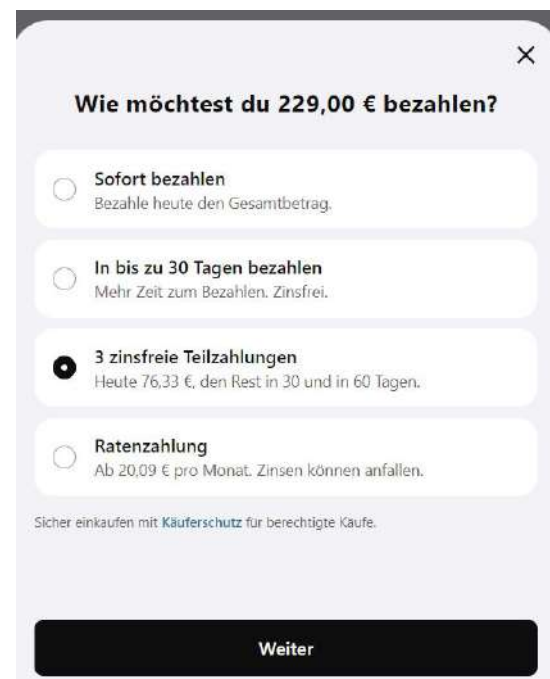 Wie möchtest du 229,00 € bezahlen?
Sofort bezahlen
Bezahle heute den Gesamtbetrag.
In bis zu 30 Tagen bezahlen
Mehr Zeit zum Bezahlen. Zinsfrei.
3 zinsfreie Teilzahlungen
Heute 76,33 €, den Rest in 30 und in 60 Tagen.
Ratenzahlung
Ab 20,09 € pro Monat. Zinsen können anfallen.
Sicher einkaufen mit Käuferschutz für berechtigte Käufe.
Weiter